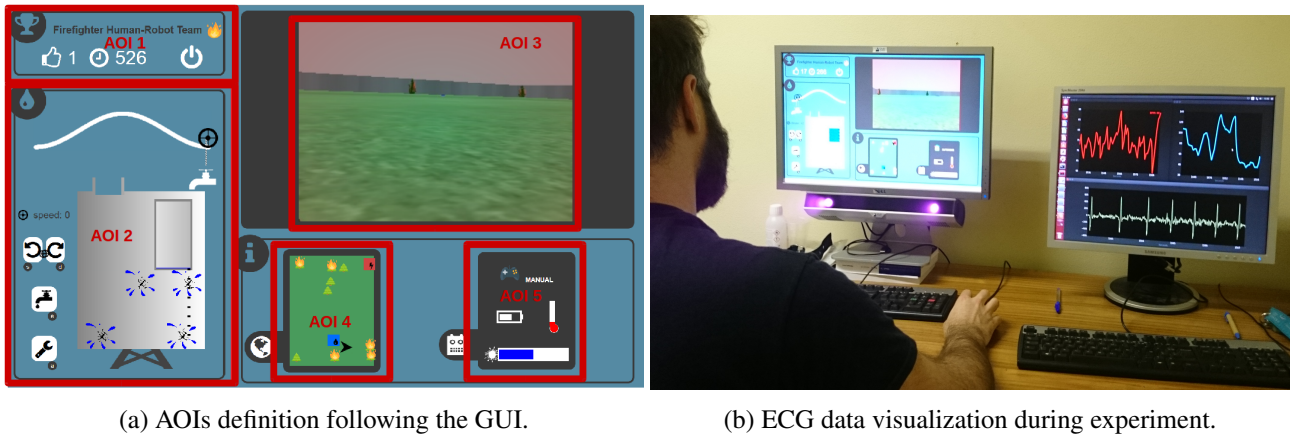 Firefighter Human-Robot Team
AOI 1
1 526
AOI 3
speed: 0
AOI 2
MANUAL
AOI 5
AOI 4
(a) AOIs definition following the GUI.
(b) ECG data visualization during experiment.